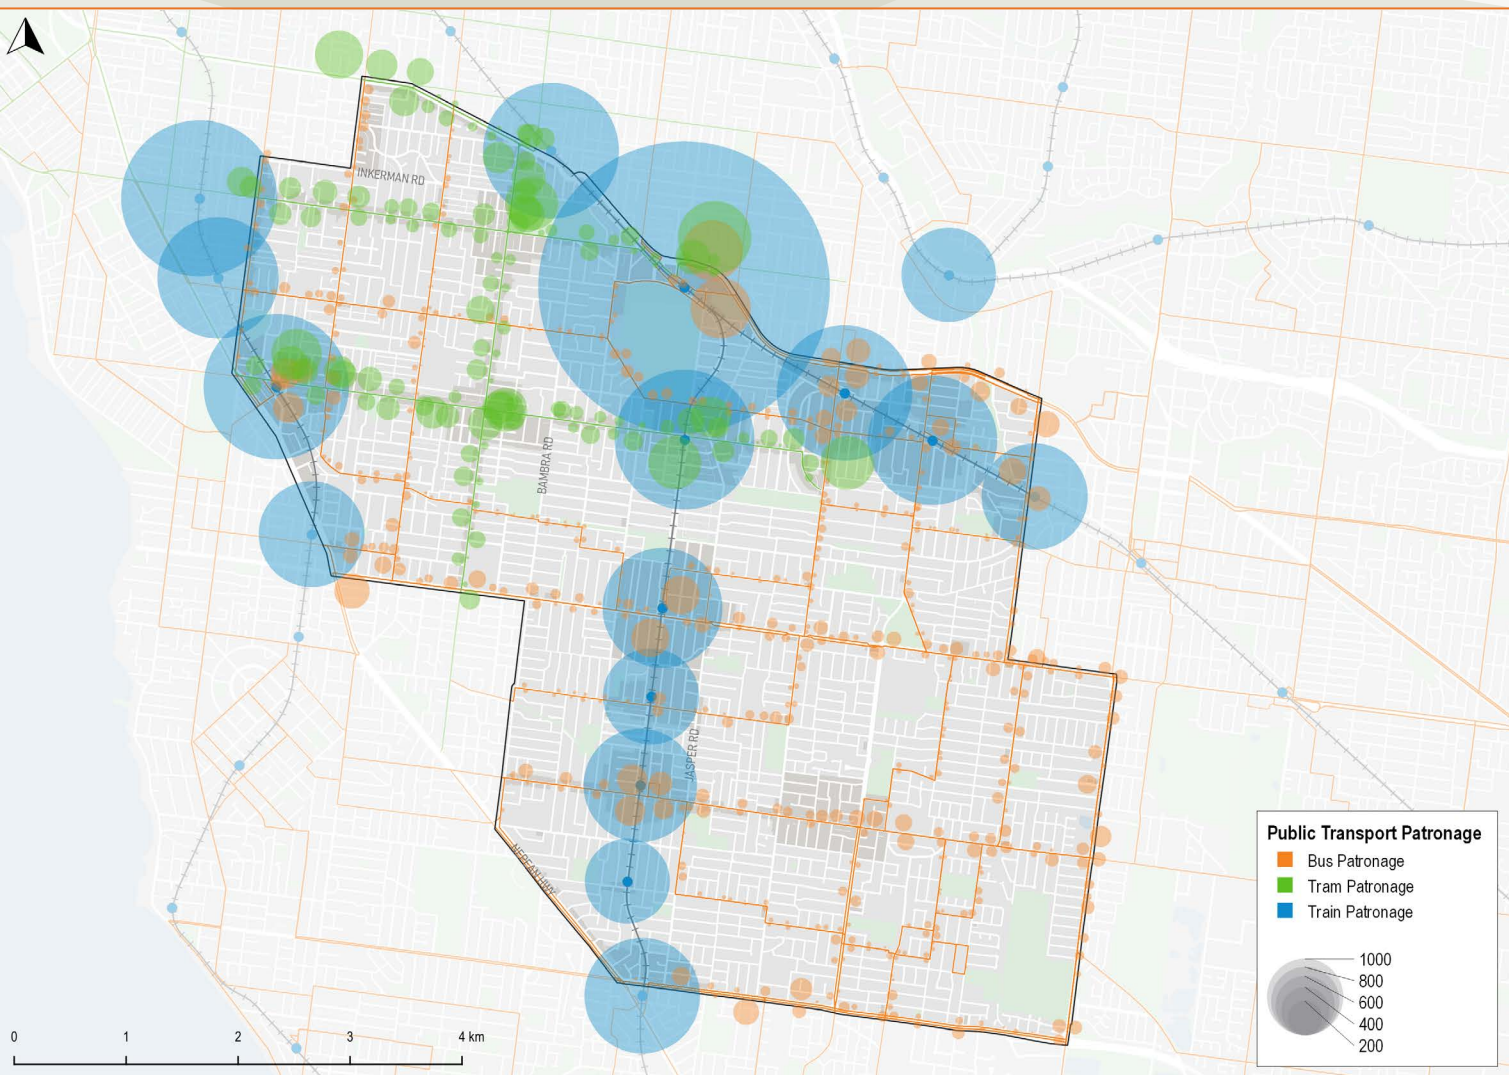 INKERMAN RD
BAMBRA RD
JASPER RD
NEPEAN HWY
Public Transport Patronage
Bus Patronage
Tram Patronage
Train Patronage
1000
800
600
400
200
0 1 2 3 4 km